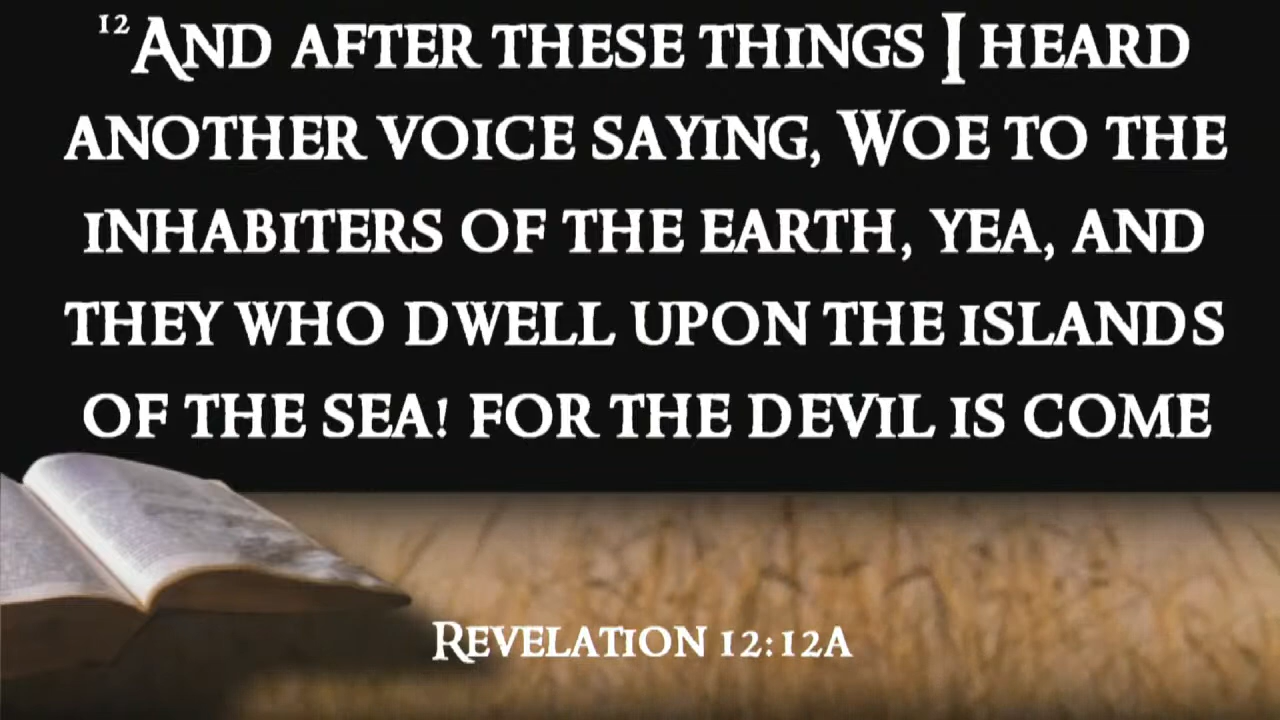 12 And after these things I heard
another voice saying, Woe to the
inhabiters of the earth, yea, and
they who dwell upon the islands
of the sea! for the devil is come
Revelation 12:12a